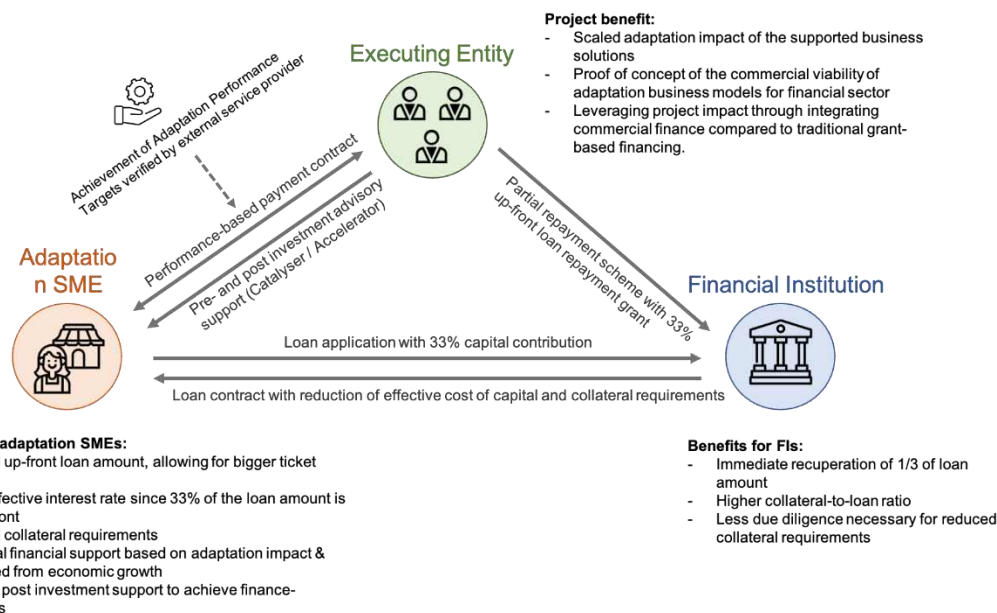 Project benefit:
- Scaled adaptation impact of the supported business
solutions
- Proof of concept of the commercial viability of
adaptation business models for financial sector
- Leveraging project impact through integrating
commercial finance compared to traditional grant-
based financing.
Executing Entity
Achievement of Adaptation Performance
Targets verified by external service provider
Performance-based payment contract
Pre- and post investment advisory
support (Catalyser / Accelerator)
Partial repayment scheme with 33%
up-front loan repayment grant
Adaptatio
n SME
Financial Institution
Loan application with 33% capital contribution
Loan contract with reduction of effective cost of capital and collateral requirements
adaptation SMEs:
up-front loan amount, allowing for bigger ticket
ffective interest rate since 33% of the loan amount is
ont
collateral requirements
al financial support based on adaptation impact &
ed from economic growth
post investment support to achieve finance-
s
Benefits for FIs:
- Immediate recuperation of 1/3 of loan
amount
- Higher collateral-to-loan ratio
- Less due diligence necessary for reduced
collateral requirements